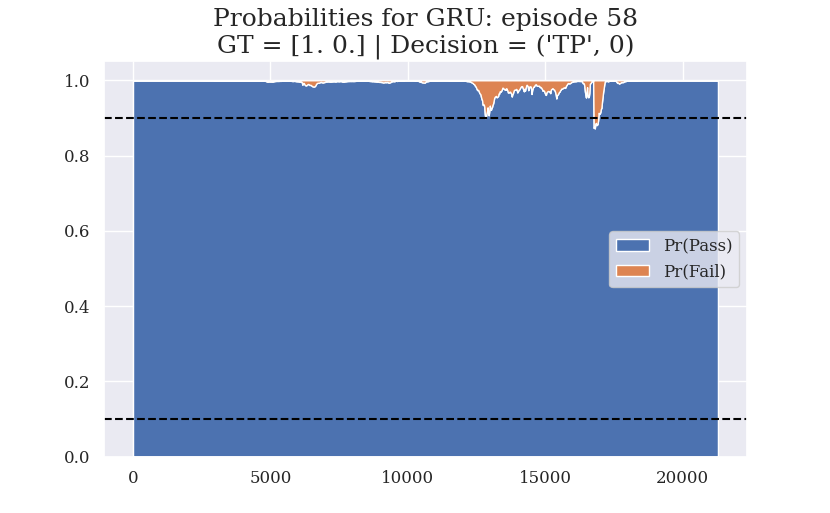 Probabilities for GRU: episode 58
GT = [1. 0.] | Decision = ('TP', 0)
1.0
0.8
0.6
0.4
0.2
0.0
Pr(Pass)
Pr(Fail)
0
5000
10000
15000
20000